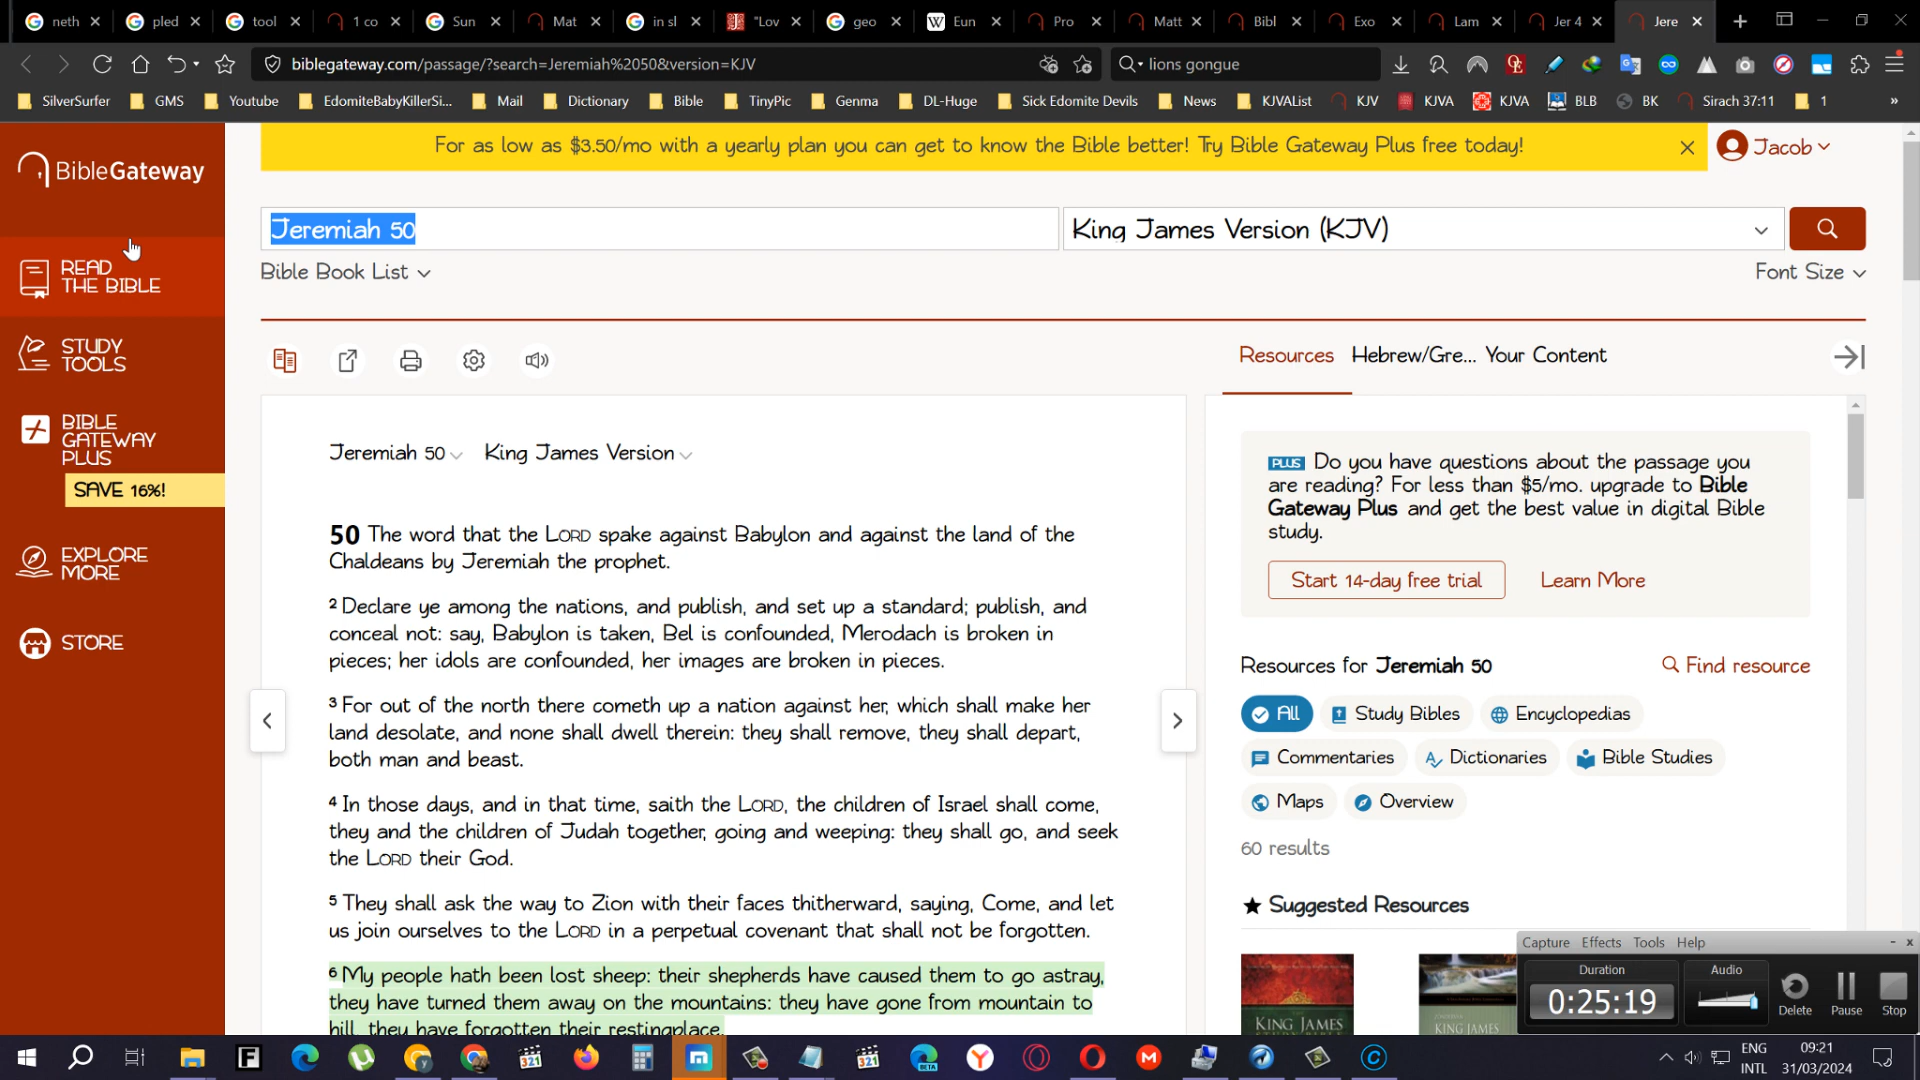 neth
pled
tool
1 co
Sun
Mat
in sl
"Lov
geo
Eun
Pro
Matt
Bibl
Exo
Lam
Jer 4
Jere
biblegateway.com/passage/?search=Jeremiah%2050&version=KJV
lions gongue
SilverSurfer
GMS
Youtube
EdomiteBabyKillerSi...
Mail
Dictionary
Bible
TinyPic
Genma
DL-Huge
Sick Edomite Devils
News
KJVAList
KJV
KJVA
KJVA
BLB
BK
Sirach 37:11
1
For as low as $3.50/mo with a yearly plan you can get to know the Bible better! Try Bible Gateway Plus free today!
Jacob
BibleGateway
READ
THE BIBLE
STUDY
TOOLS
BIBLE
GATEWAY
PLUS
SAVE 16%!
EXPLORE
MORE
STORE
Jeremiah 50
King James Version (KJV)
Bible Book List
Font Size
Resources
Hebrew/Gre...
Your Content
Jeremiah 50
King James Version
50 The word that the LORD spake against Babylon and against the land of the
Chaldeans by Jeremiah the prophet.
2 Declare ye among the nations, and publish, and set up a standard; publish, and
conceal not: say, Babylon is taken, Bel is confounded, Merodach is broken in
pieces; her idols are confounded, her images are broken in pieces.
3 For out of the north there cometh up a nation against her, which shall make her
land desolate, and none shall dwell therein: they shall remove, they shall depart,
both man and beast.
4 In those days, and in that time, saith the LORD, the children of Israel shall come,
they and the children of Judah together, going and weeping: they shall go, and seek
the LORD their God.
5 They shall ask the way to Zion with their faces thitherward, saying, Come, and let
us join ourselves to the LORD in a perpetual covenant that shall not be forgotten.
6 My people hath been lost sheep: their shepherds have caused them to go astray,
they have turned them away on the mountains: they have gone from mountain to
hill, they have forgotten their restingplace.
PLUS Do you have questions about the passage you
are reading? For less than $5/mo. upgrade to Bible
Gateway Plus and get the best value in digital Bible
study.
Start 14-day free trial
Learn More
Resources for Jeremiah 50
Find resource
All
Study Bibles
Encyclopedias
Commentaries
Dictionaries
Bible Studies
Maps
Overview
60 results
Suggested Resources
KING JAMES
KING JAMES
Capture Effects Tools Help
Duration
0:25:19
Audio
Delete
Pause
Stop
ENG
INTL
09:21
31/03/2024